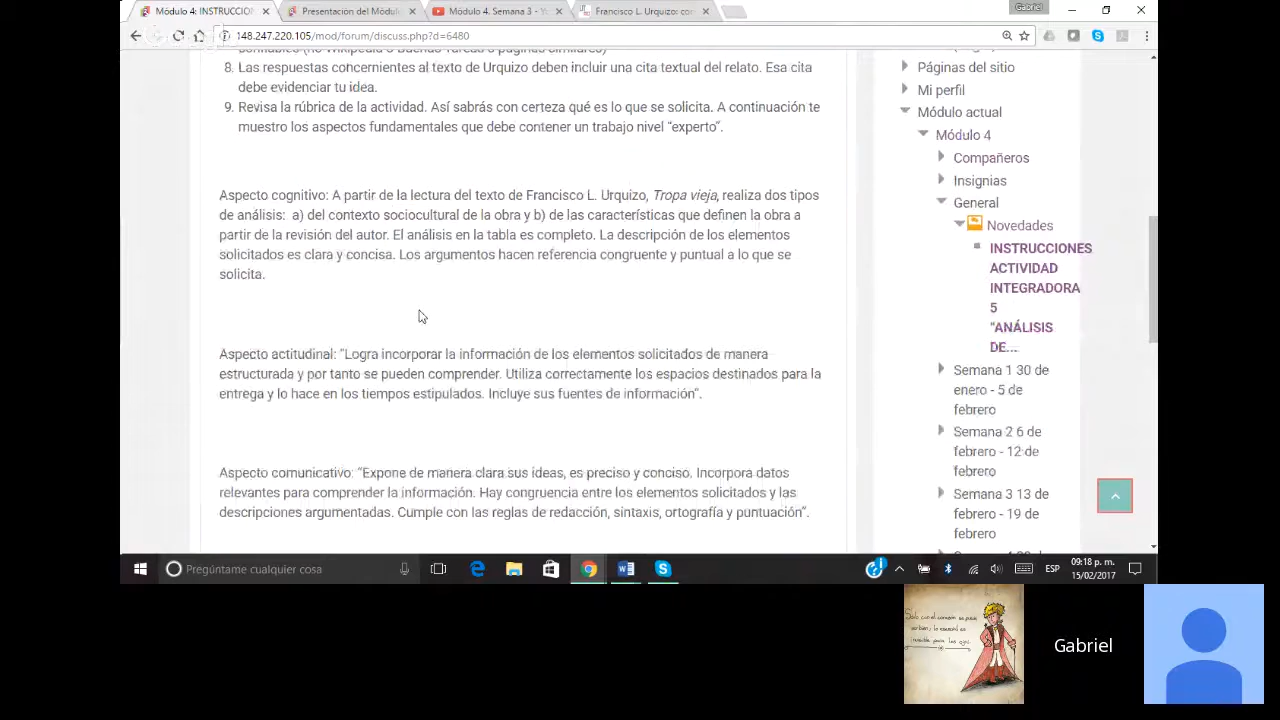 Módulo 4: INSTRUCCION
Presentación del Módulo
Módulo 4. Semana 3 - Yo
Francisco L. Urquizo: co
Gabriel
148.247.220.105/mod/forum/discuss.php?d=6480
8. Las respuestas concernientes al texto de Urquizo deben incluir una cita textual del relato. Esa cita
debe evidenciar tu idea.
9. Revisa la rúbrica de la actividad. Así sabrás con certeza qué es lo que se solicita. A continuación te
muestro los aspectos fundamentales que debe contener un trabajo nivel “experto”.
Aspecto cognitivo: A partir de la lectura del texto de Francisco L. Urquizo, Tropa vieja, realiza dos tipos
de análisis: a) del contexto sociocultural de la obra y b) de las características que definen la obra a
partir de la intención del autor. El análisis en la tabla es completo. La descripción de los elementos
solicitados es clara y concisa. Los argumentos hacen referencia congruente y puntual a lo que se
solicita.
Aspecto actitudinal: “Logra incorporar la información de los elementos solicitados de manera
estructurada y por tanto se pueden comprender. Utiliza correctamente los espacios destinados para la
entrega y lo hace en los tiempos estipulados. Incluye sus fuentes de información”.
Aspecto comunicativo: “Expone de manera clara sus ideas, es preciso y conciso. Incorpora datos
relevantes para comprender la información. Hay congruencia entre los elementos solicitados y las
descripciones argumentadas. Cumple con las reglas de redacción, sintaxis, ortografía y puntuación”.
Páginas del sitio
Mi perfil
Módulo actual
Módulo 4
Compañeros
Insignias
General
Novedades
INSTRUCCIONES
ACTIVIDAD
INTEGRADORA
5
"ANÁLISIS
DE...
Semana 1 30 de
enero - 5 de
febrero
Semana 2 6 de
febrero - 12 de
febrero
Semana 3 13 de
febrero - 19 de
febrero
Pregúntame cualquier cosa
ESP
09:18 p. m.
15/02/2017
Gabriel